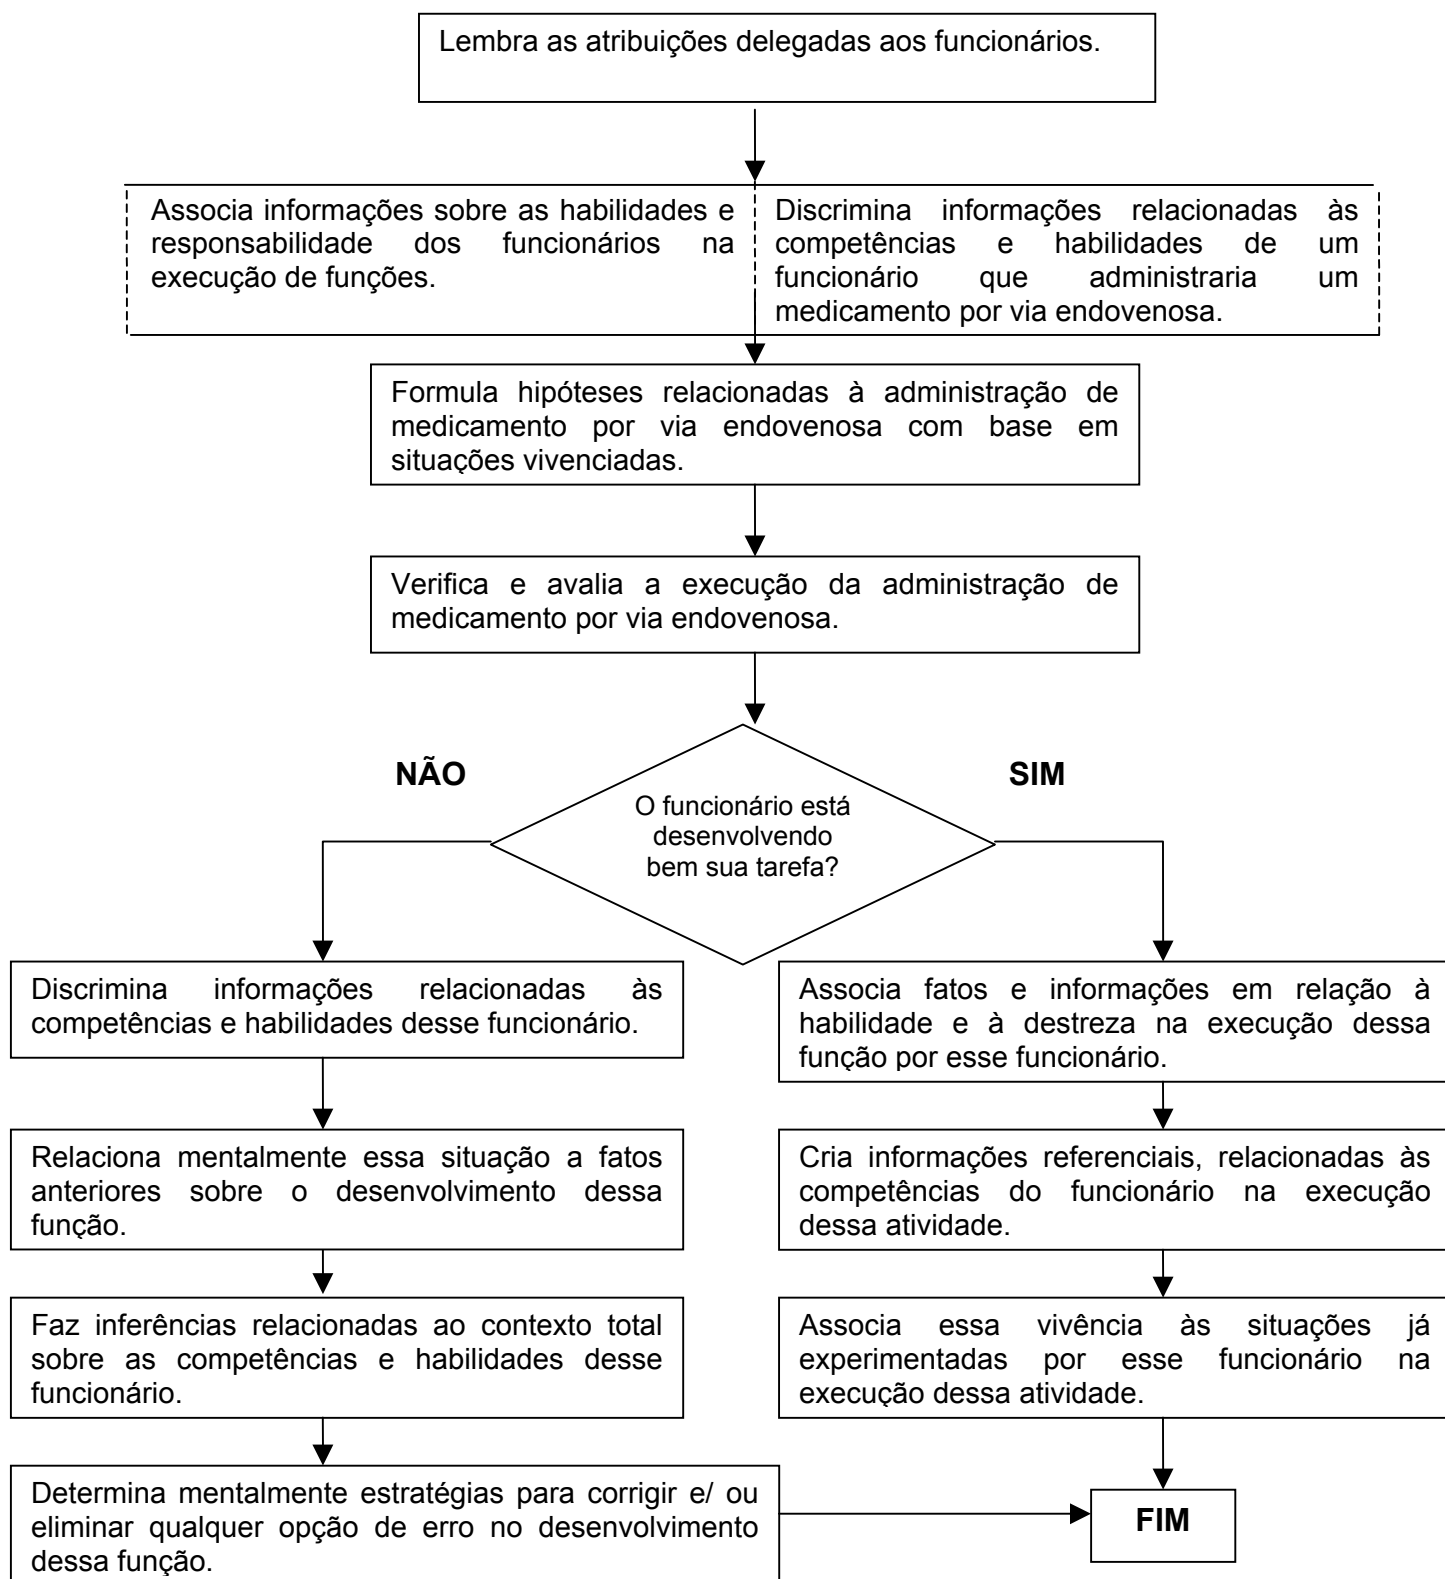 Lembra as atribuições delegadas aos funcionários.
Associa informações sobre as habilidades e
responsabilidade dos funcionários na
execução de funções.
Discrimina informações relacionadas às
competências e habilidades de um
funcionário que administraria um
medicamento por via endovenosa.
Formula hipóteses relacionadas à administração de
medicamento por via endovenosa com base em
situações vivenciadas.
Verifica e avalia a execução da administração de
medicamento por via endovenosa.
NÃO
SIM
O funcionário está
desenvolvendo
bem sua tarefa?
Discrimina informações relacionadas às
competências e habilidades desse funcionário.
Relaciona mentalmente essa situação a fatos
anteriores sobre o desenvolvimento dessa
função.
Faz inferências relacionadas ao contexto total
sobre as competências e habilidades desse
funcionário.
Determina mentalmente estratégias para corrigir e/ ou
eliminar qualquer opção de erro no desenvolvimento
dessa função.
Associa fatos e informações em relação à
habilidade e à destreza na execução dessa
função por esse funcionário.
Cria informações referenciais, relacionadas às
competências do funcionário na execução
dessa atividade.
Associa essa vivência às situações já
experimentadas por esse funcionário na
execução dessa atividade.
FIM